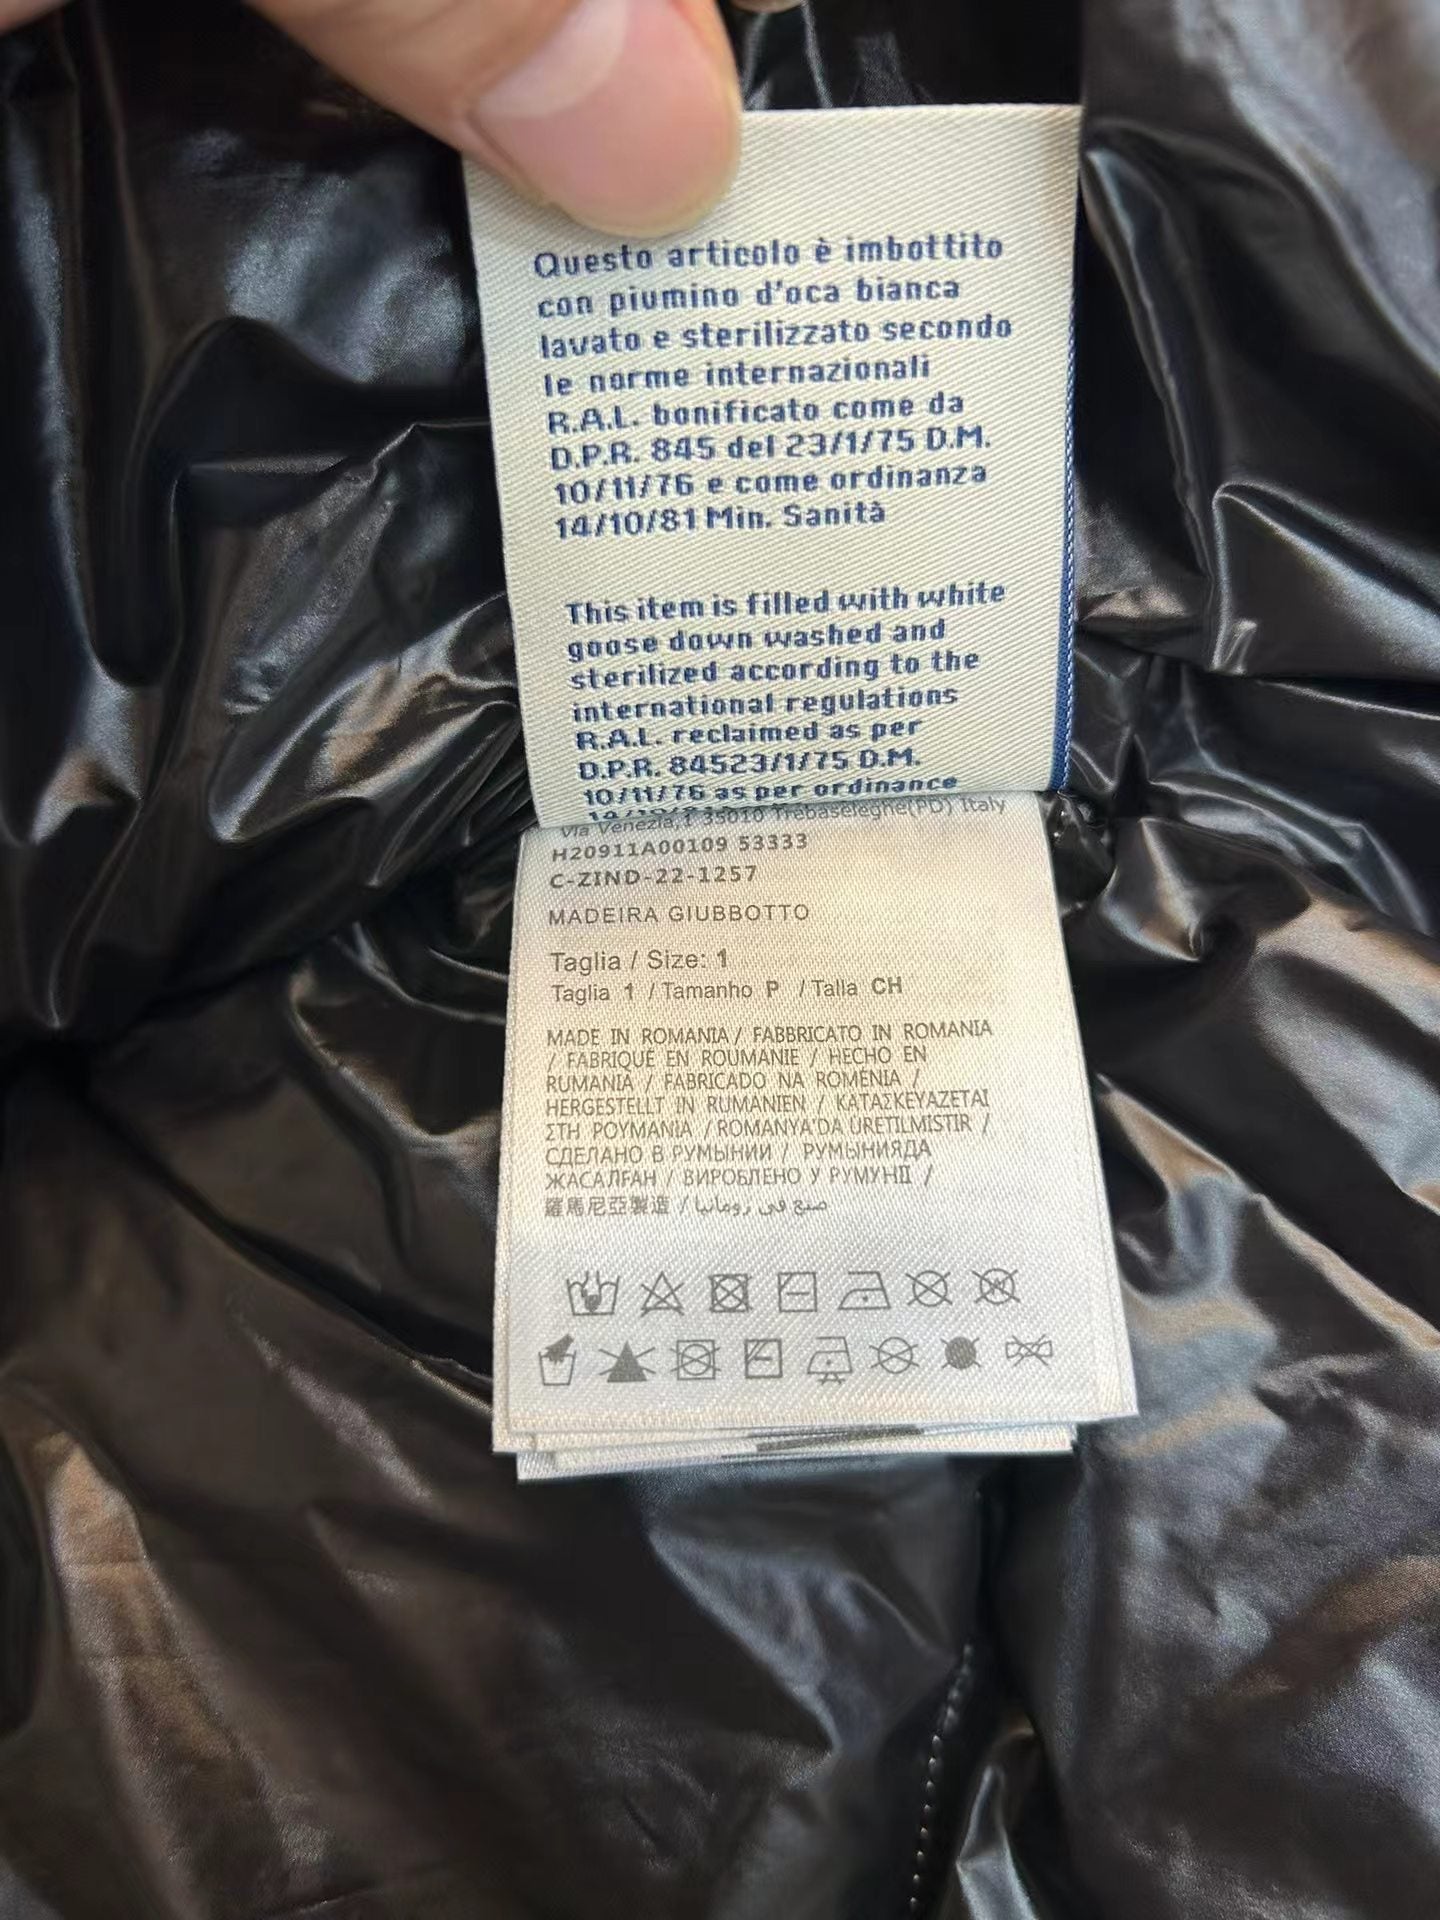 Questo articolo è imbottito
con piumino d'oca bianca
lavato e sterilizzato secondo
le norme internazionali
R.A.L. bonificato come da
D.P.R. 845 del 23/1/75 D.M.
10/11/76 e come ordinanza
14/10/81 Min. Sanità
This item is filled with white
goose down washed and
sterilized according to the
international regulations
R.A.L. reclaimed as per
D.P.R. 84523/1/75 D.M.
10/11/76 as per ordinance
Via Venezia,1 35010 Trebaseleghe(PD) Italy
H20911A00109 53333
C-ZIND-22-1257
MADEIRA GIUBBOTTO
Taglia / Size: 1
Taglia 1 / Tamanho P / Talla CH
MADE IN ROMANIA / FABBRICATO IN ROMANIA
/ FABRIQUÉ EN ROUMANIE / HECHO EN
RUMANIA / FABRICADO NA ROMENIA /
HERGESTELLT IN RUMANIEN / ΚΑΤΑΣΚΕΥΑΖΕΤΑΙ
ΣΤΗ ΡΟΥΜΑΝΙΑ / ROMANYA'DA ÜRETILMISTIR /
СДЕЛАНО В РУМЫНИИ / РУМЫНИЯДА
ЖАСАЛҒАН / ВИРОБЛЕНО У РУМУНІЇ /
羅馬尼亞製造 / صنع في رومانيا